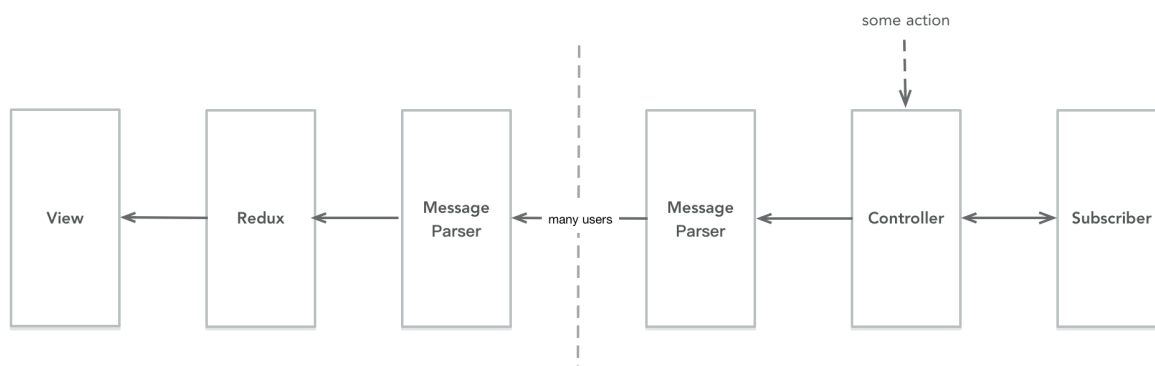 some action
View
Redux
Message
Parser
many users
Message
Parser
Controller
Subscriber